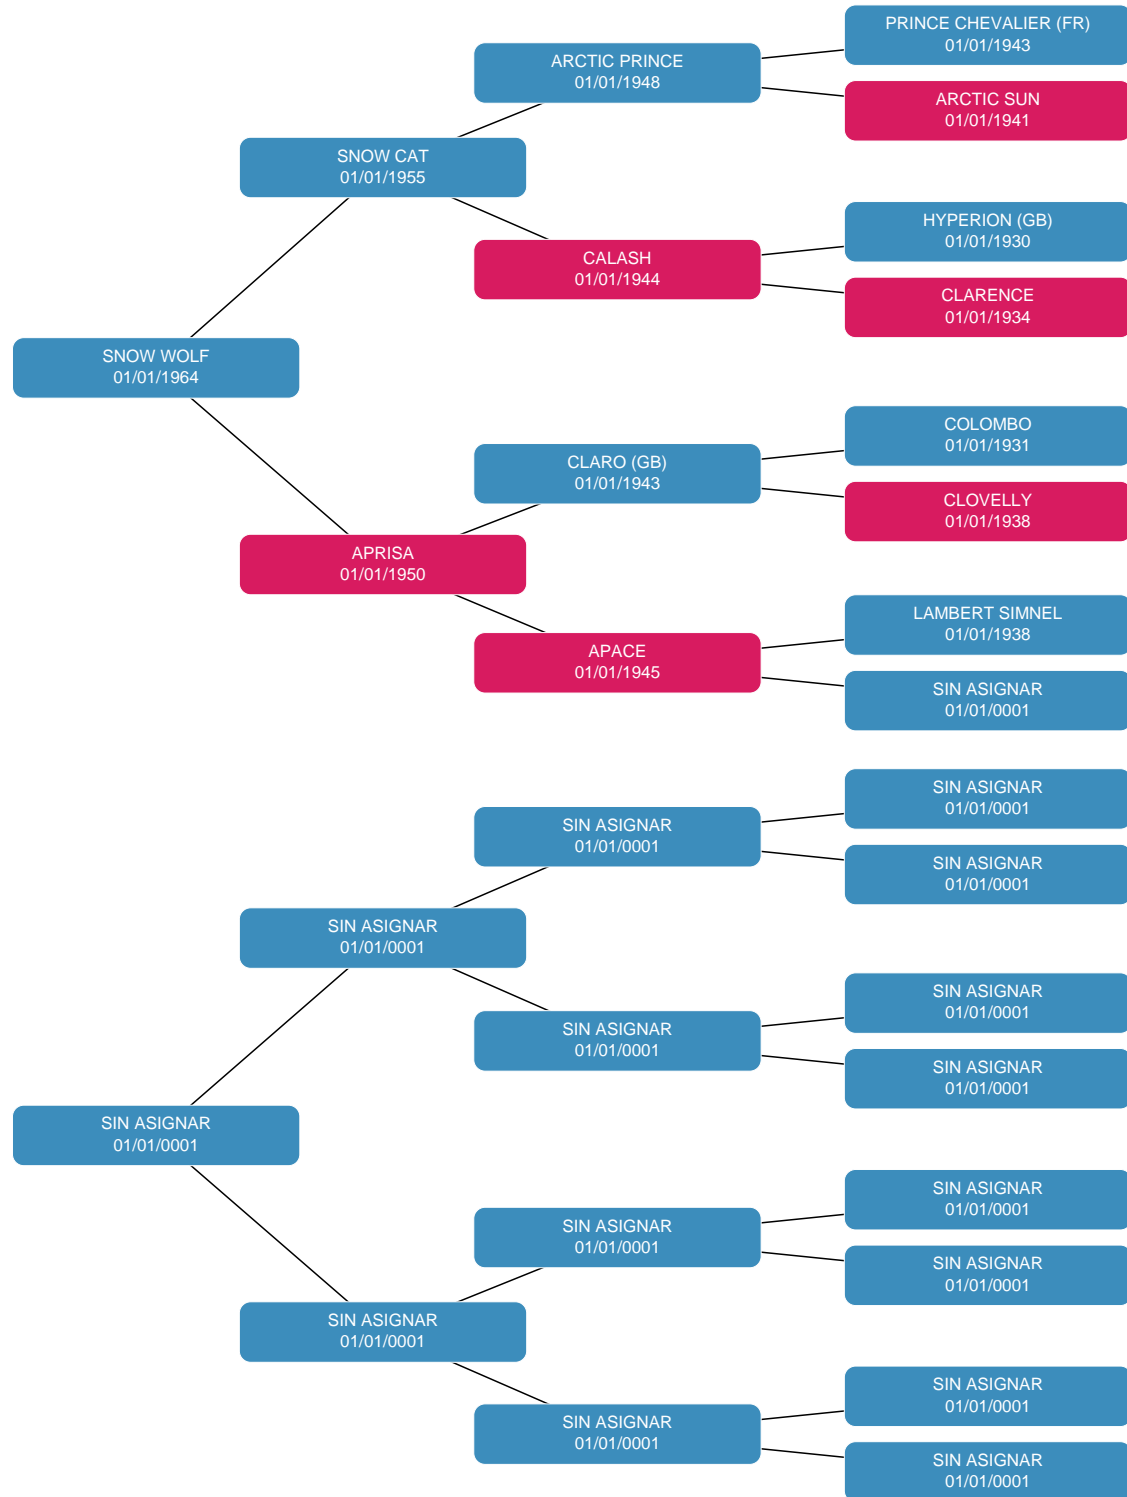 PRINCE CHEVALIER (FR)
01/01/1943
ARCTIC PRINCE
01/01/1948
ARCTIC SUN
01/01/1941
SNOW CAT
01/01/1955
HYPERION (GB)
01/01/1930
CALASH
01/01/1944
CLARENCE
01/01/1934
SNOW WOLF
01/01/1964
COLOMBO
01/01/1931
CLARO (GB)
01/01/1943
CLOVELLY
01/01/1938
APRISA
01/01/1950
LAMBERT SIMNEL
01/01/1938
APACE
01/01/1945
SIN ASIGNAR
01/01/0001
SIN ASIGNAR
01/01/0001
SIN ASIGNAR
01/01/0001
SIN ASIGNAR
01/01/0001
SIN ASIGNAR
01/01/0001
SIN ASIGNAR
01/01/0001
SIN ASIGNAR
01/01/0001
SIN ASIGNAR
01/01/0001
SIN ASIGNAR
01/01/0001
SIN ASIGNAR
01/01/0001
SIN ASIGNAR
01/01/0001
SIN ASIGNAR
01/01/0001
SIN ASIGNAR
01/01/0001
SIN ASIGNAR
01/01/0001
SIN ASIGNAR
01/01/0001
SIN ASIGNAR
01/01/0001